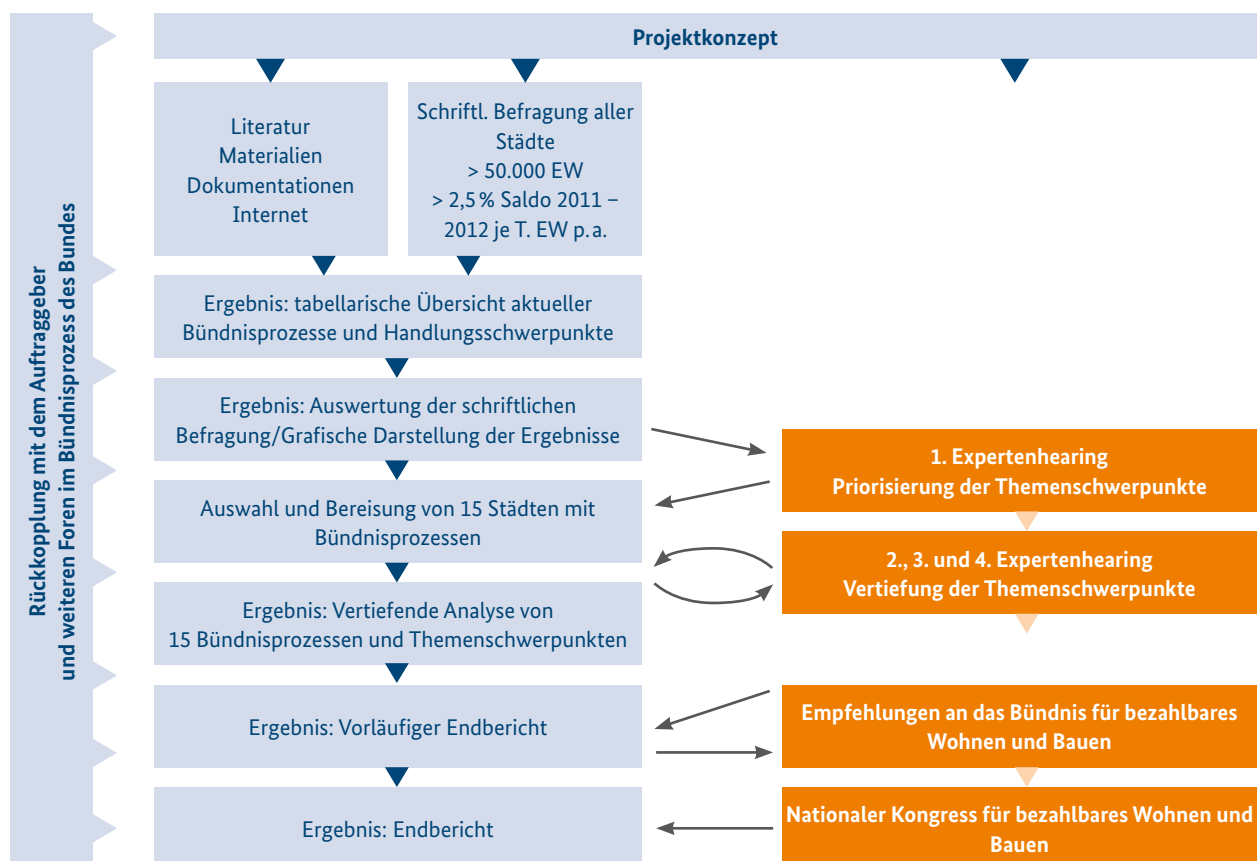 Rückkopplung mit dem Auftraggeber
und weiteren Foren im Bündnisprozess des Bundes
Projektkonzept
Literatur
Materialien
Dokumentationen
Internet
Schriftl. Befragung aller
Städte
> 50.000 EW
> 2,5 % Saldo 2011 –
2012 je T. EW p. a.
Ergebnis: tabellarische Übersicht aktueller
Bündnisprozesse und Handlungsschwerpunkte
Ergebnis: Auswertung der schriftlichen
Befragung/Grafische Darstellung der Ergebnisse
1. Expertenhearing
Priorisierung der Themenschwerpunkte
Auswahl und Bereisung von 15 Städten mit
Bündnisprozessen
2., 3. und 4. Expertenhearing
Vertiefung der Themenschwerpunkte
Ergebnis: Vertiefende Analyse von
15 Bündnisprozessen und Themenschwerpunkten
Ergebnis: Vorläufiger Endbericht
Empfehlungen an das Bündnis für bezahlbares
Wohnen und Bauen
Ergebnis: Endbericht
Nationaler Kongress für bezahlbares Wohnen und
Bauen